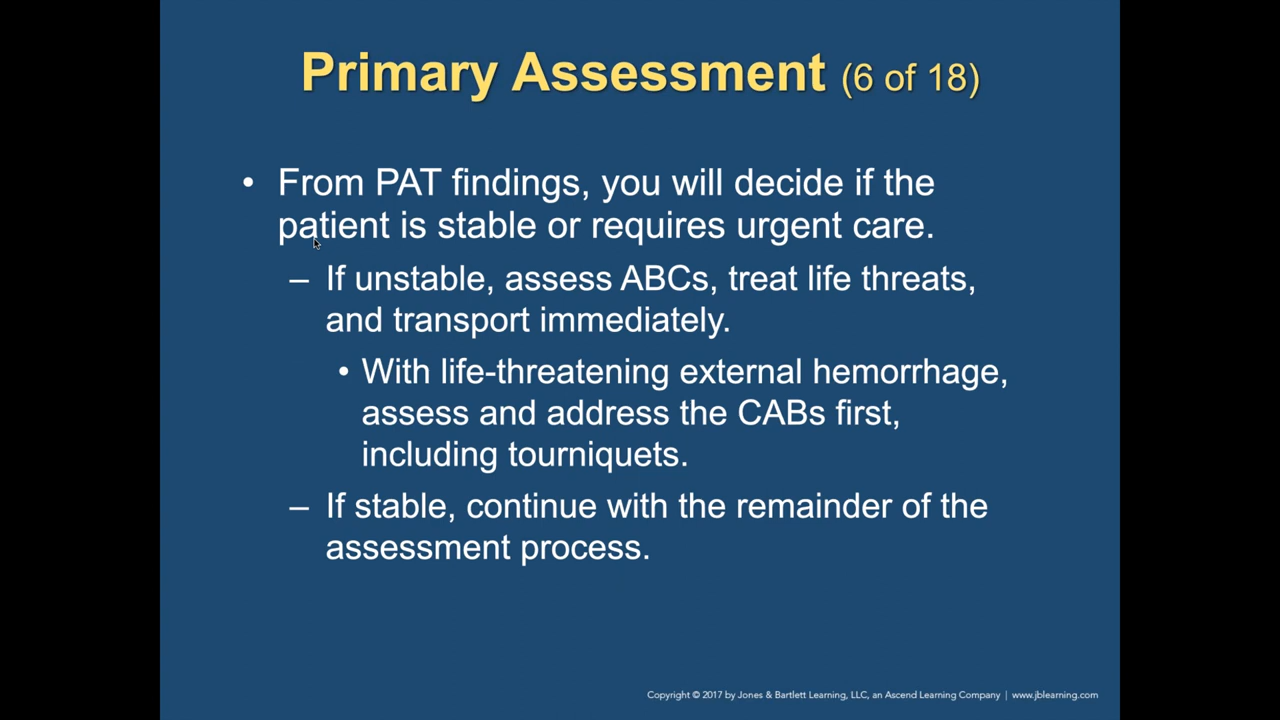 Primary Assessment (6 of 18)
• From PAT findings, you will decide if the
patient is stable or requires urgent care.
– If unstable, assess ABCs, treat life threats,
and transport immediately.
• With life-threatening external hemorrhage,
assess and address the CABs first,
including tourniquets.
– If stable, continue with the remainder of the
assessment process.
Copyright © 2017 by Jones & Bartlett Learning, LLC, an Ascend Learning Company | www.jblearning.com